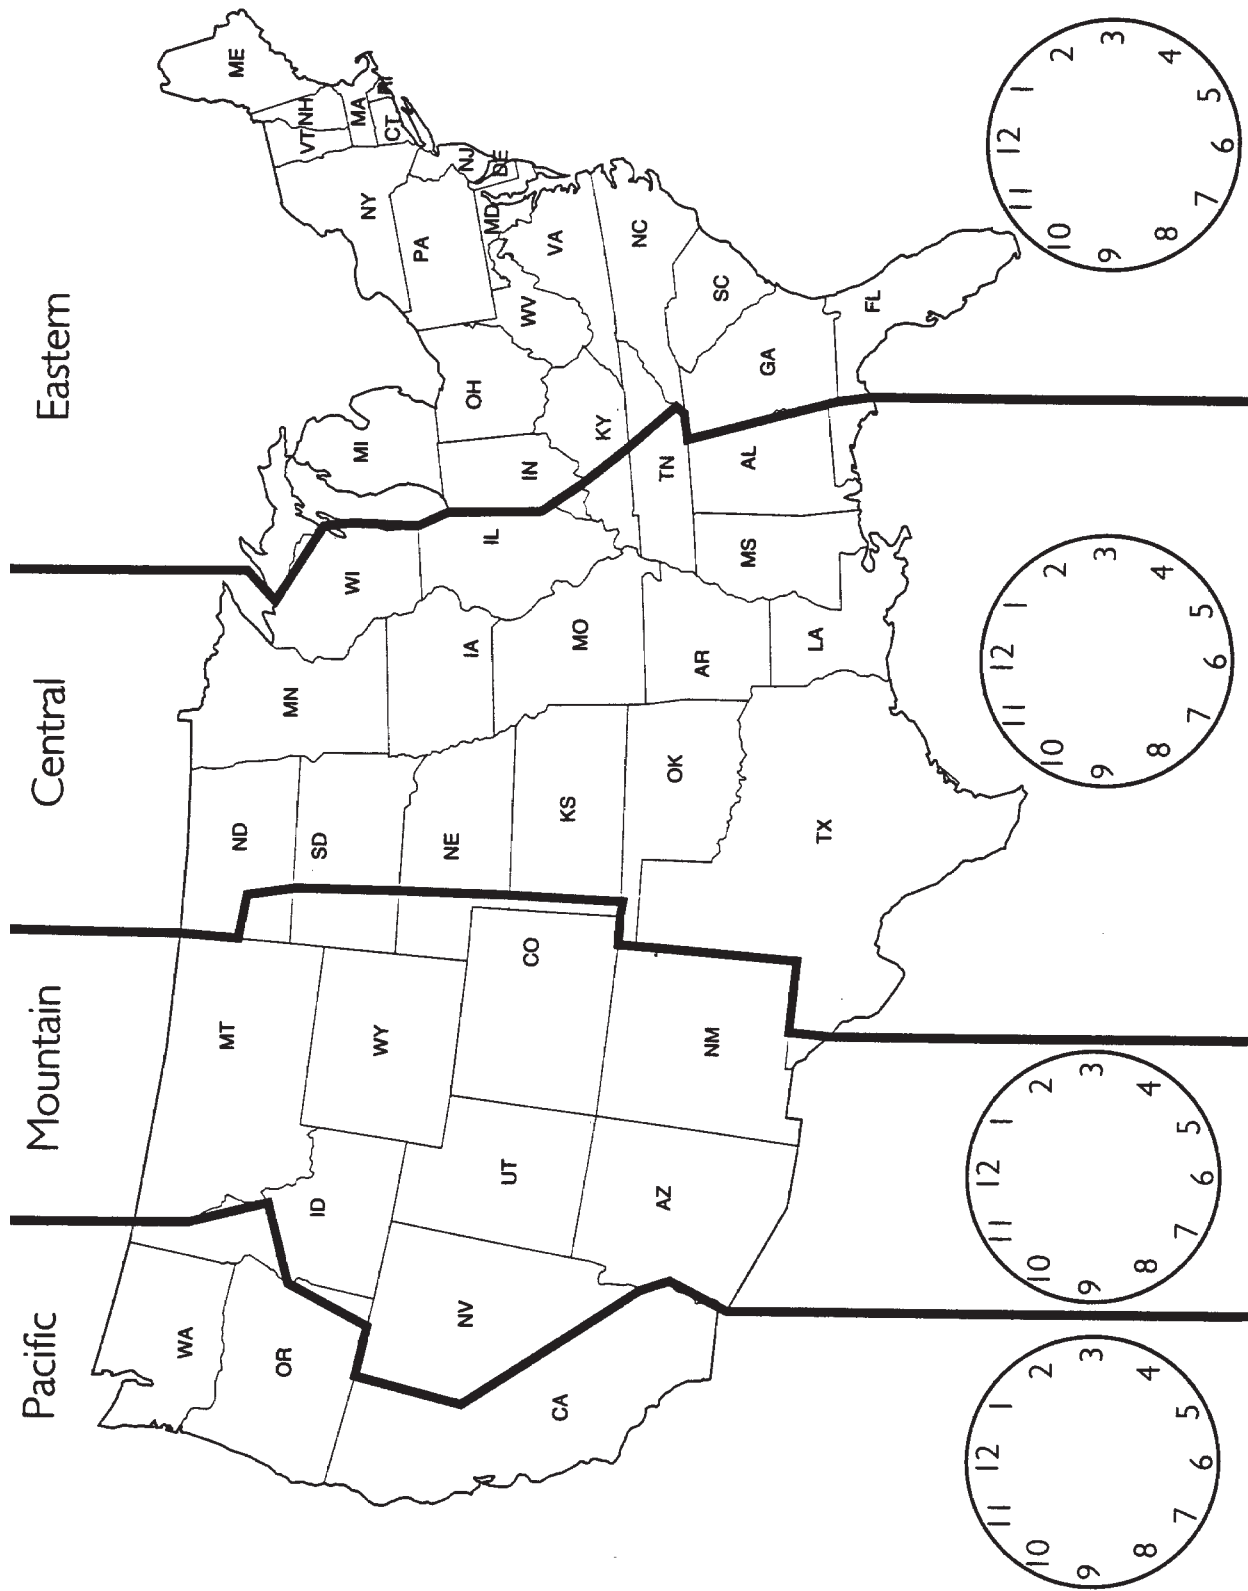 Pacific Mountain Central Eastern
WA
OR
CA
NV
ID
MT
WY
UT
AZ
CO
NM
ND
SD
NE
KS
OK
TX
MN
IA
MO
AR
LA
WI
IL
MS
MI
IN
KY
TN
AL
OH
WV
VA
NC
SC
GA
FL
PA
NY
VT
NH
ME
MA
RI
CT
NJ
DE
MD
12
1
2
3
4
5
6
7
8
9
10
11
12
1
2
3
4
5
6
7
8
9
10
11
12
1
2
3
4
5
6
7
8
9
10
11
12
1
2
3
4
5
6
7
8
9
10
11